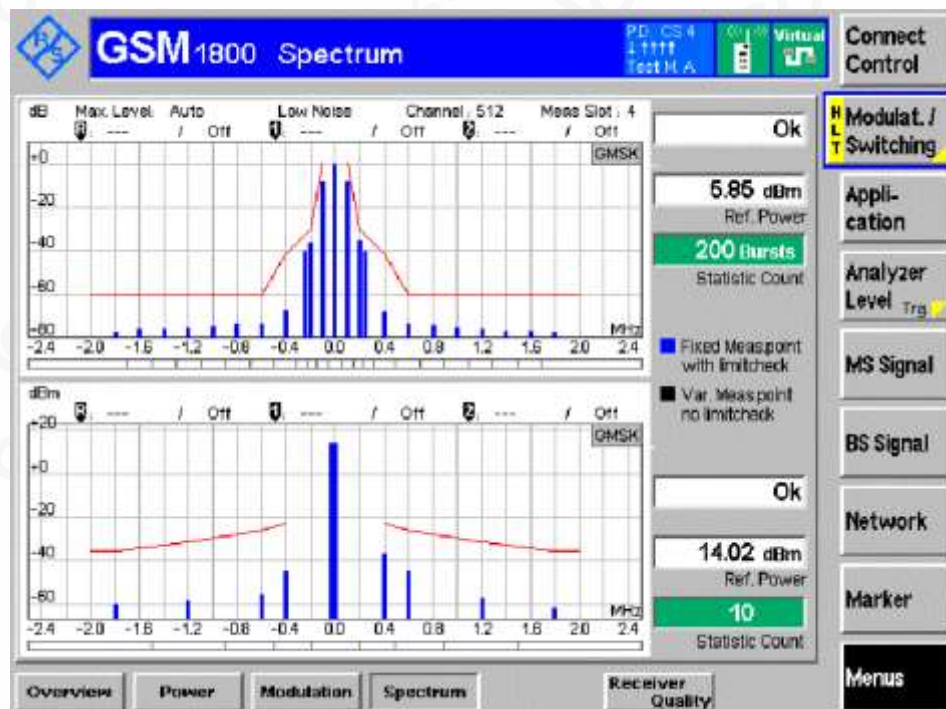 R S
GSM 1800 Spectrum
P.D. CS 4
Test M. A
Virtual
Connect Control
dB Max. Level: Auto Low Noise Channel: 512 Meas Slot: 4
--- / Off --- / Off --- / Off
GMSK
+0
-20
-40
-60
-80
MHz
-2.4 -2.0 -1.6 -1.2 -0.8 -0.4 0.0 0.4 0.8 1.2 1.6 2.0 2.4
Ok
5.85 dBm
Ref. Power
200 Bursts
Statistic Count
Fixed Meas.point with limitcheck
Var. Meas.point no limitcheck
dBm
--- / Off --- / Off --- / Off
GMSK
+20
+0
-20
-40
-60
MHz
-2.4 -2.0 -1.6 -1.2 -0.8 -0.4 0.0 0.4 0.8 1.2 1.6 2.0 2.4
Ok
14.02 dBm
Ref. Power
10
Statistic Count
H L T
Modulat. / Switching
Appli-cation
Analyzer Level Trg
MS Signal
BS Signal
Network
Marker
Menus
Overview Power Modulation Spectrum Receiver Quality